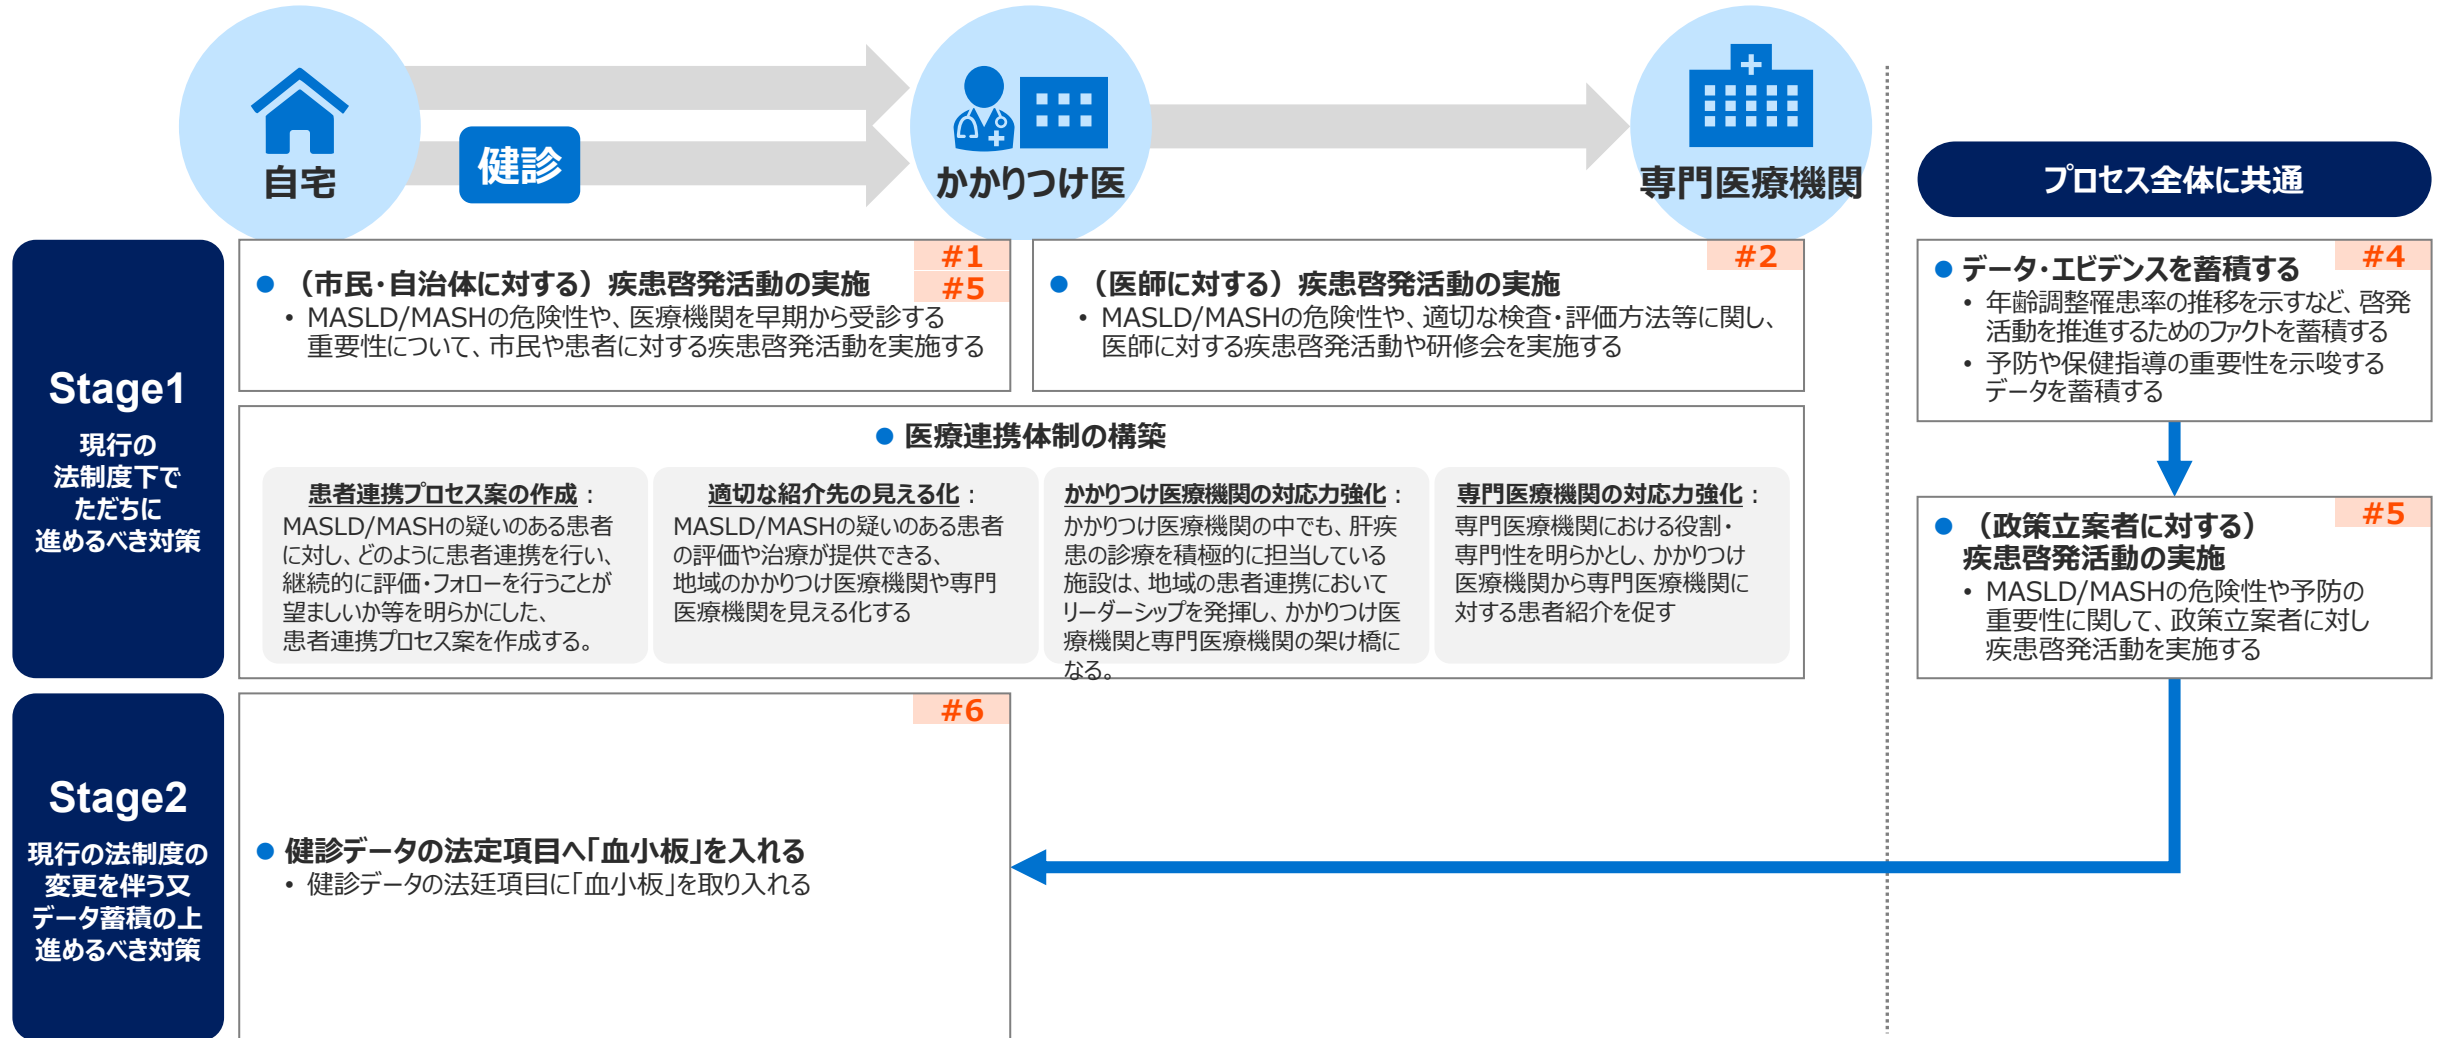 自宅
健診
かかりつけ医
専門医療機関
プロセス全体に共通
Stage1
現行の
法制度下で
ただちに
進めるべき対策
#1
#5
● （市民・自治体に対する）疾患啓発活動の実施
• MASLD/MASHの危険性や、医療機関を早期から受診する
重要性について、市民や患者に対する疾患啓発活動を実施する
#2
● （医師に対する）疾患啓発活動の実施
• MASLD/MASHの危険性や、適切な検査・評価方法等に関し、
医師に対する疾患啓発活動や研修会を実施する
● 医療連携体制の構築
患者連携プロセス案の作成：
MASLD/MASHの疑いのある患者
に対し、どのように患者連携を行い、
継続的に評価・フォローを行うことが
望ましいか等を明らかにした、
患者連携プロセス案を作成する。
適切な紹介先の見える化：
MASLD/MASHの疑いのある患者
の評価や治療が提供できる、
地域のかかりつけ医療機関や専門
医療機関を見える化する
かかりつけ医療機関の対応力強化：
かかりつけ医療機関の中でも、肝疾
患の診療を積極的に担当している
施設は、地域の患者連携において
リーダーシップを発揮し、かかりつけ医
療機関と専門医療機関の架け橋に
なる。
専門医療機関の対応力強化：
専門医療機関における役割・
専門性を明らかとし、かかりつけ
医療機関から専門医療機関に
対する患者紹介を促す
#4
● データ・エビデンスを蓄積する
• 年齢調整罹患率の推移を示すなど、啓発
活動を推進するためのファクトを蓄積する
• 予防や保健指導の重要性を示唆する
データを蓄積する
#5
● （政策立案者に対する）
疾患啓発活動の実施
• MASLD/MASHの危険性や予防の
重要性に関して、政策立案者に対し
疾患啓発活動を実施する
Stage2
現行の法制度の
変更を伴う又
データ蓄積の上
進めるべき対策
#6
● 健診データの法定項目へ「血小板」を入れる
• 健診データの法廷項目に「血小板」を取り入れる